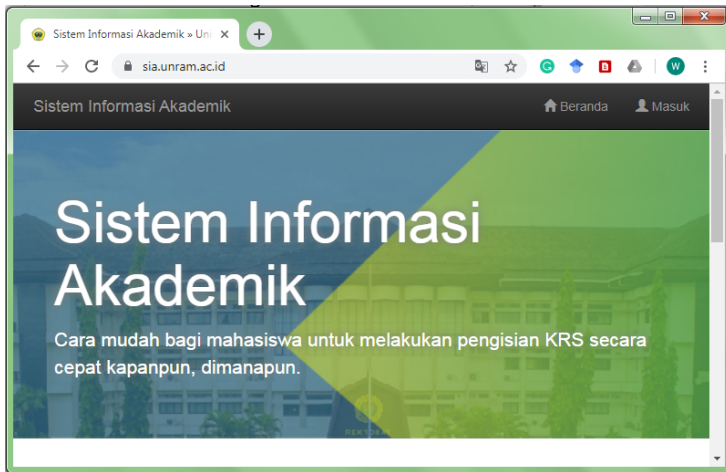 Sistem Informasi Akademik » Uni
sia.unram.ac.id
W
Sistem Informasi Akademik
Beranda
Masuk
Sistem Informasi
Akademik
Cara mudah bagi mahasiswa untuk melakukan pengisian KRS secara
cepat kapanpun, dimanapun.
REKTORAT